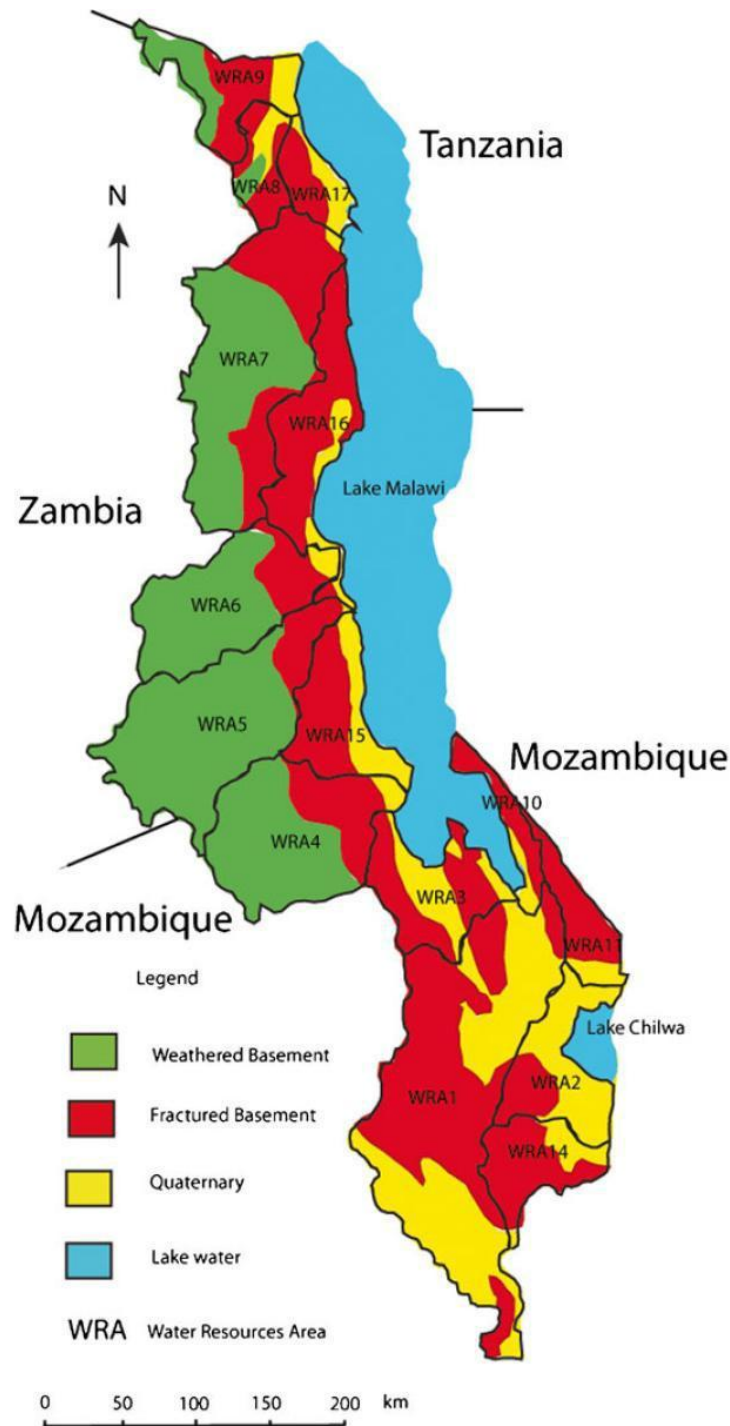 WRA9
Tanzania
WRA8
WRA17
N
WRA7
WRA16
Lake Malawi
Zambia
WRA6
WRA5
WRA15
Mozambique
WRA10
WRA4
WRA3
Mozambique
WRA11
Legend
Lake Chilwa
Weathered Basement
WRA2
WRA1
Fractured Basement
WRA14
Quaternary
Lake water
WRA Water Resources Area
0 50 100 150 200 km